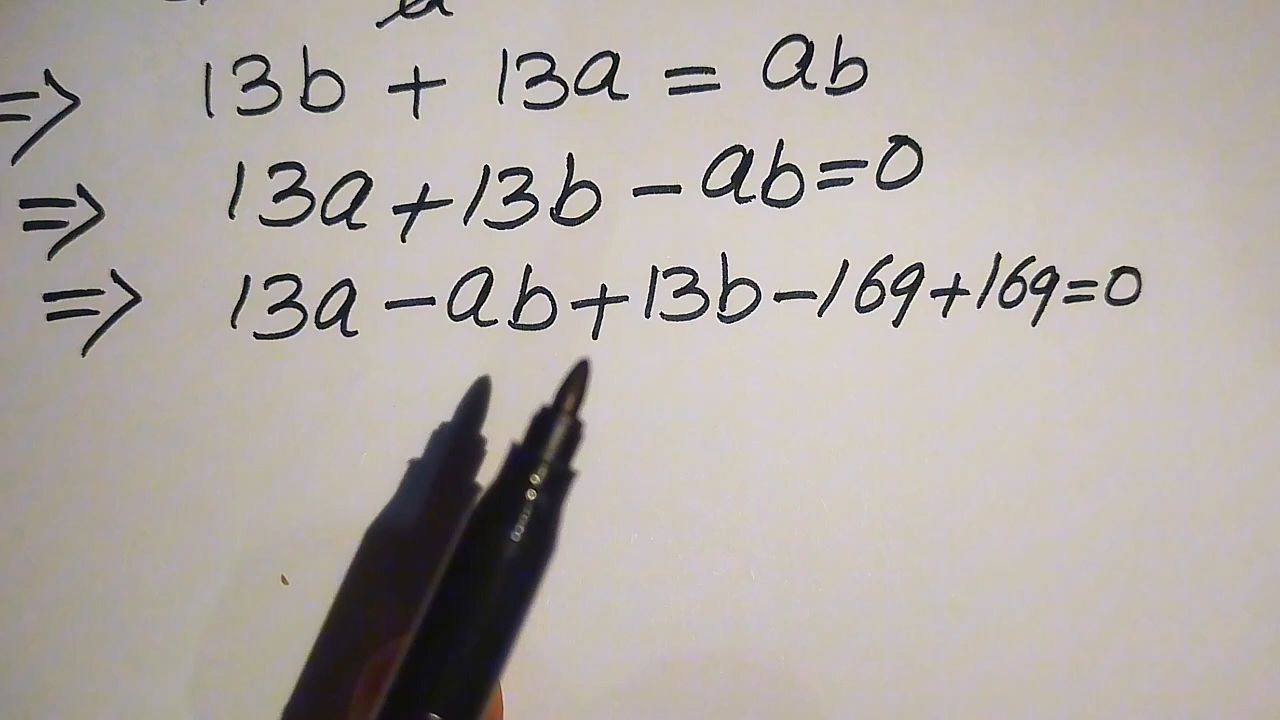 ⇒ 13b + 13a = ab
⇒ 13a + 13b - ab = 0
⇒ 13a - ab + 13b - 169 + 169 = 0